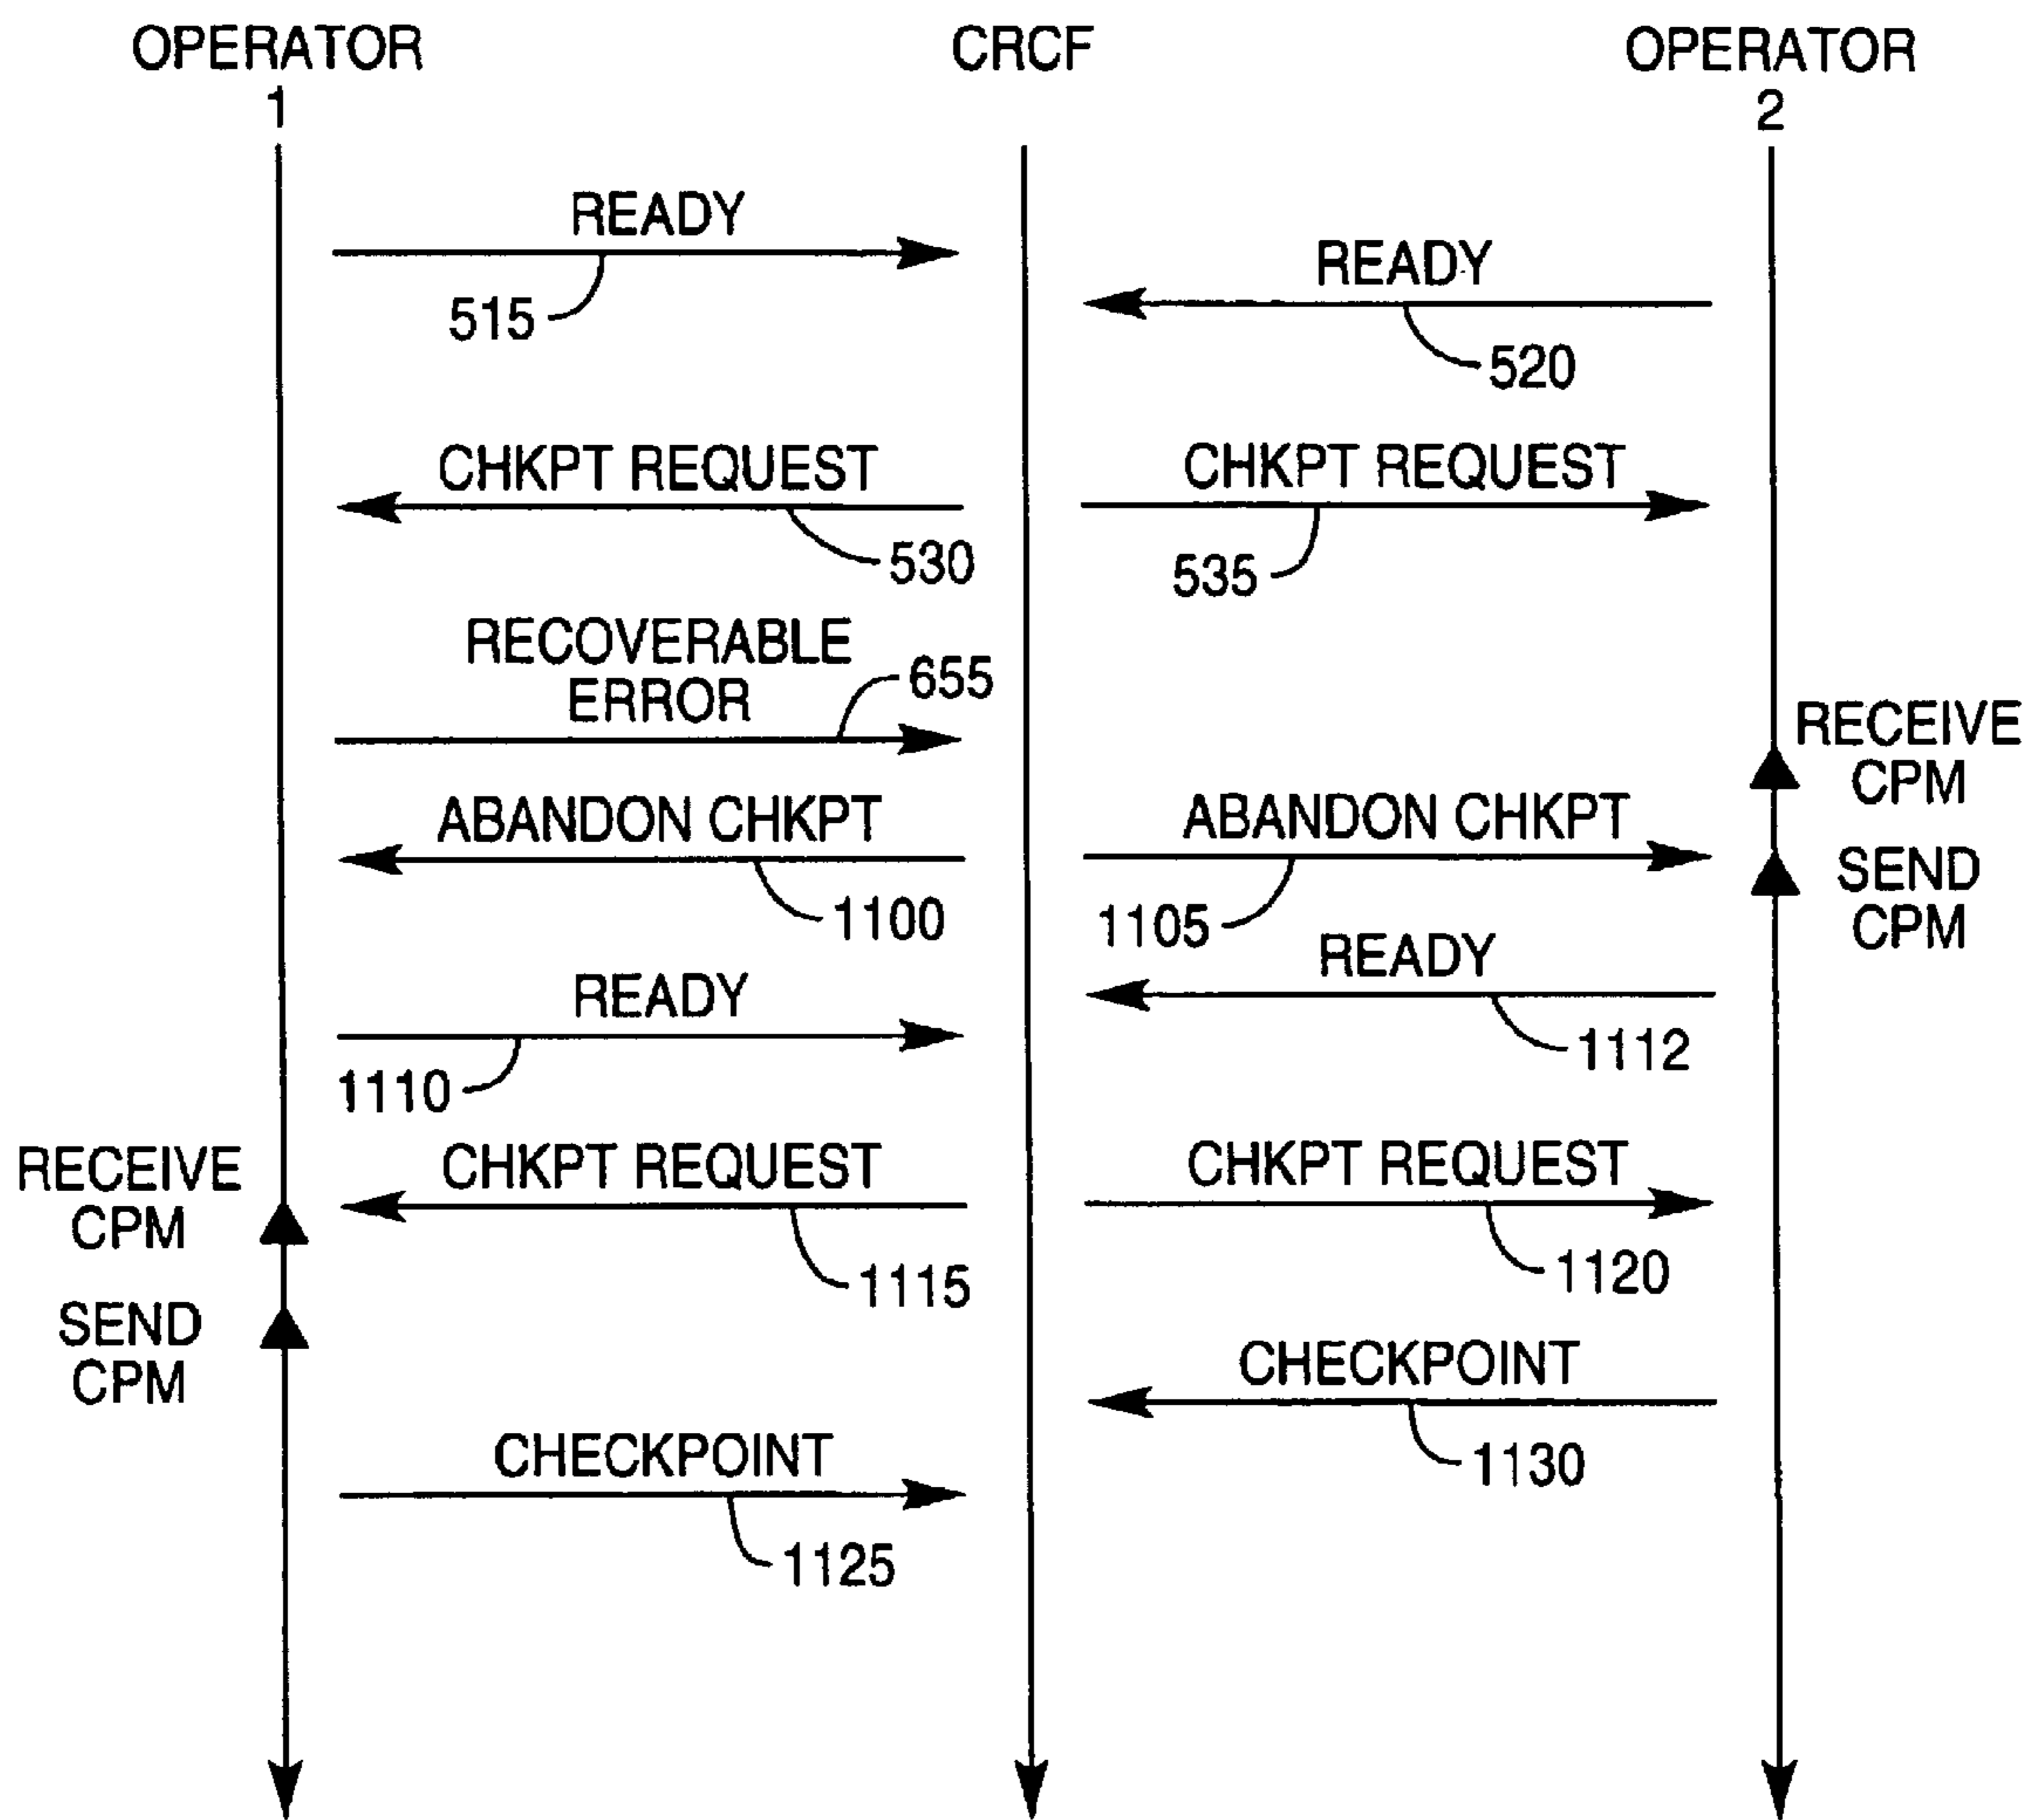 OPERATOR
1
CRCF
OPERATOR
2
READY
515
READY
520
CHKPT REQUEST
530
CHKPT REQUEST
535
RECOVERABLE
ERROR
655
RECEIVE
CPM
ABANDON CHKPT
1100
ABANDON CHKPT
1105
SEND
CPM
READY
1112
READY
1110
RECEIVE
CPM
CHKPT REQUEST
1115
CHKPT REQUEST
1120
SEND
CPM
CHECKPOINT
1130
CHECKPOINT
1125